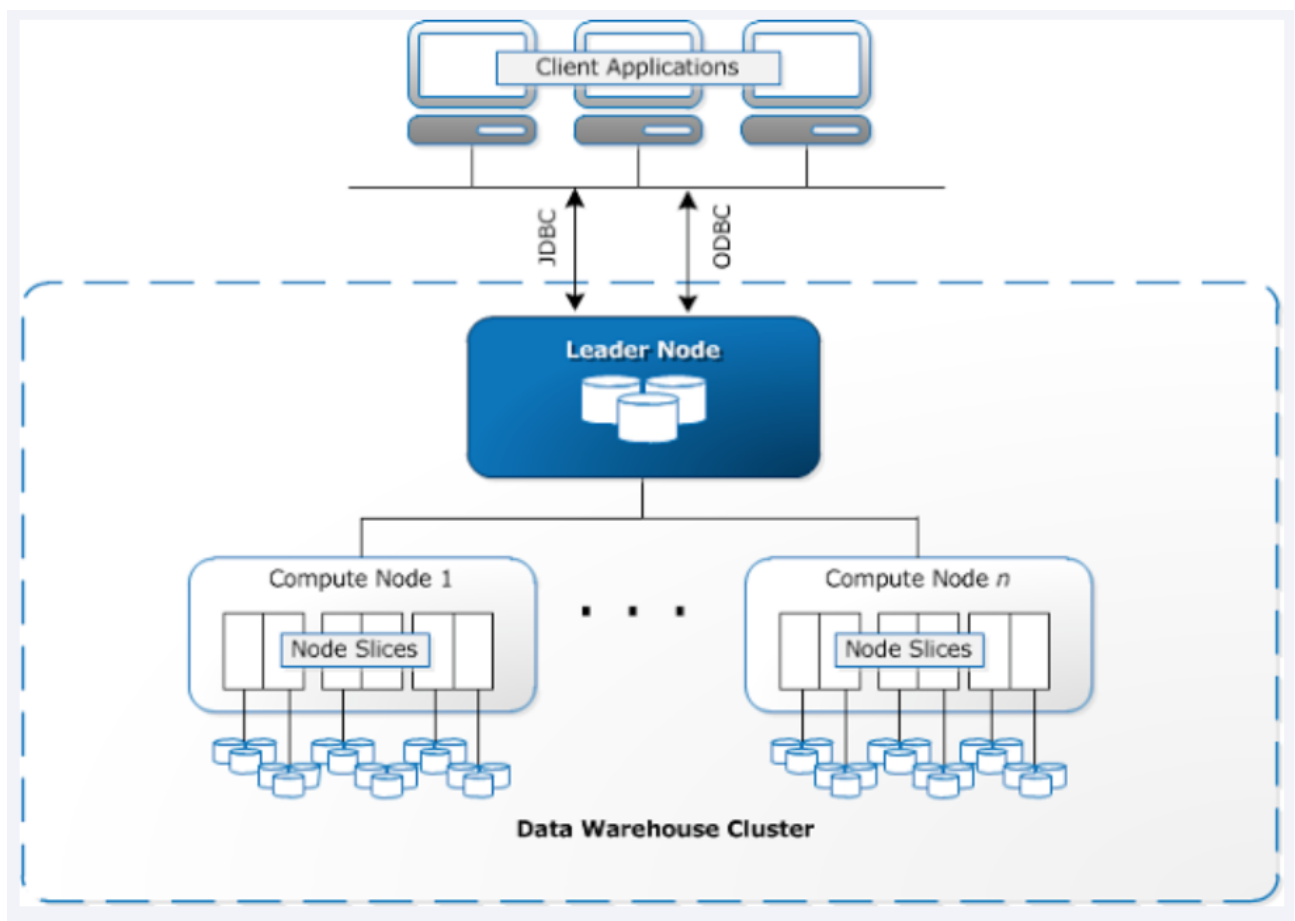 Client Applications
JDBC
ODBC
Leader Node
Compute Node 1
Compute Node n
. . .
Node Slices
Node Slices
Data Warehouse Cluster